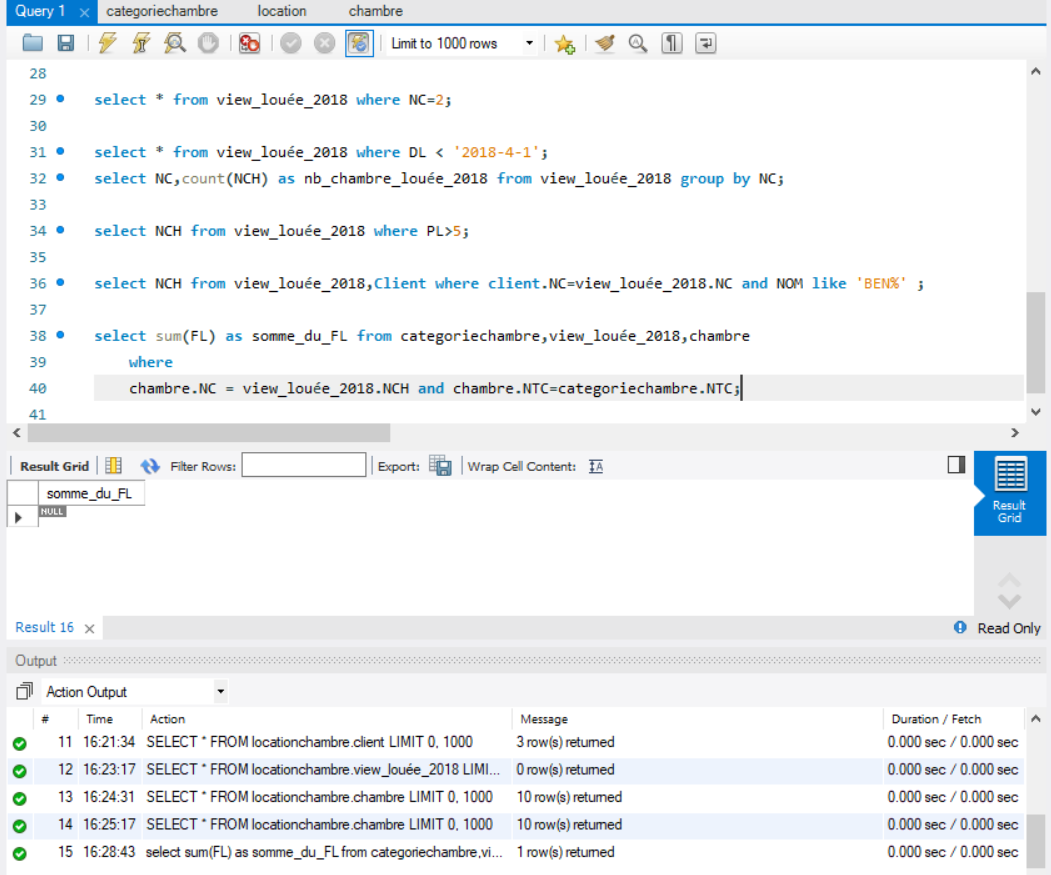 Query 1 categoriechambre location chambre
Limit to 1000 rows
28
29 select * from view_louée_2018 where NC=2;
30
31 select * from view_louée_2018 where DL < '2018-4-1';
32 select NC,count(NCH) as nb_chambre_louée_2018 from view_louée_2018 group by NC;
33
34 select NCH from view_louée_2018 where PL>5;
35
36 select NCH from view_louée_2018,Client where client.NC=view_louée_2018.NC and NOM like 'BEN%' ;
37
38 select sum(FL) as somme_du_FL from categoriechambre,view_louée_2018,chambre
39 where
40 chambre.NC = view_louée_2018.NCH and chambre.NTC=categoriechambre.NTC;
41
Result Grid Filter Rows: Export: Wrap Cell Content: IA
somme_du_FL
NULL
Result Grid
Result 16 Read Only
Output
Action Output
# Time Action Message Duration / Fetch
11 16:21:34 SELECT * FROM locationchambre.client LIMIT 0, 1000 3 row(s) returned 0.000 sec / 0.000 sec
12 16:23:17 SELECT * FROM locationchambre.view_louée_2018 LIMI... 0 row(s) returned 0.000 sec / 0.000 sec
13 16:24:31 SELECT * FROM locationchambre.chambre LIMIT 0, 1000 10 row(s) returned 0.000 sec / 0.000 sec
14 16:25:17 SELECT * FROM locationchambre.chambre LIMIT 0, 1000 10 row(s) returned 0.000 sec / 0.000 sec
15 16:28:43 select sum(FL) as somme_du_FL from categoriechambre,vi... 1 row(s) returned 0.000 sec / 0.000 sec